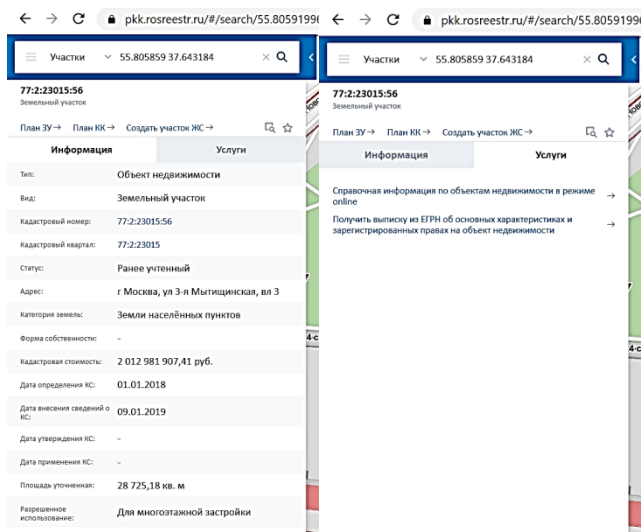 pkk.rosreestr.ru/#/search/55.80591996
Участки 55.805859 37.643184
77:2:23015:56
Земельный участок
План ЗУ → План КК → Создать участок ЖС →
Информация Услуги
Тип: Объект недвижимости
Вид: Земельный участок
Кадастровый номер: 77:2:23015:56
Кадастровый квартал: 77:2:23015
Статус: Ранее учтенный
Адрес: г Москва, ул 3-я Мытищинская, вл 3
Категория земель: Земли населённых пунктов
Форма собственности: -
Кадастровая стоимость: 2 012 981 907,41 руб.
Дата определения КС: 01.01.2018
Дата внесения сведений о
КС: 09.01.2019
Дата утверждения КС: -
Дата применения КС: -
Площадь уточненная: 28 725,18 кв. м
Разрешенное
использование: Для многоэтажной застройки
pkk.rosreestr.ru/#/search/55.80591996
Участки 55.805859 37.643184
77:2:23015:56
Земельный участок
План ЗУ → План КК → Создать участок ЖС →
Информация Услуги
Справочная информация по объектам недвижимости в режиме
online →
Получить выписку из ЕГРН об основных характеристиках и
зарегистрированных правах на объект недвижимости →